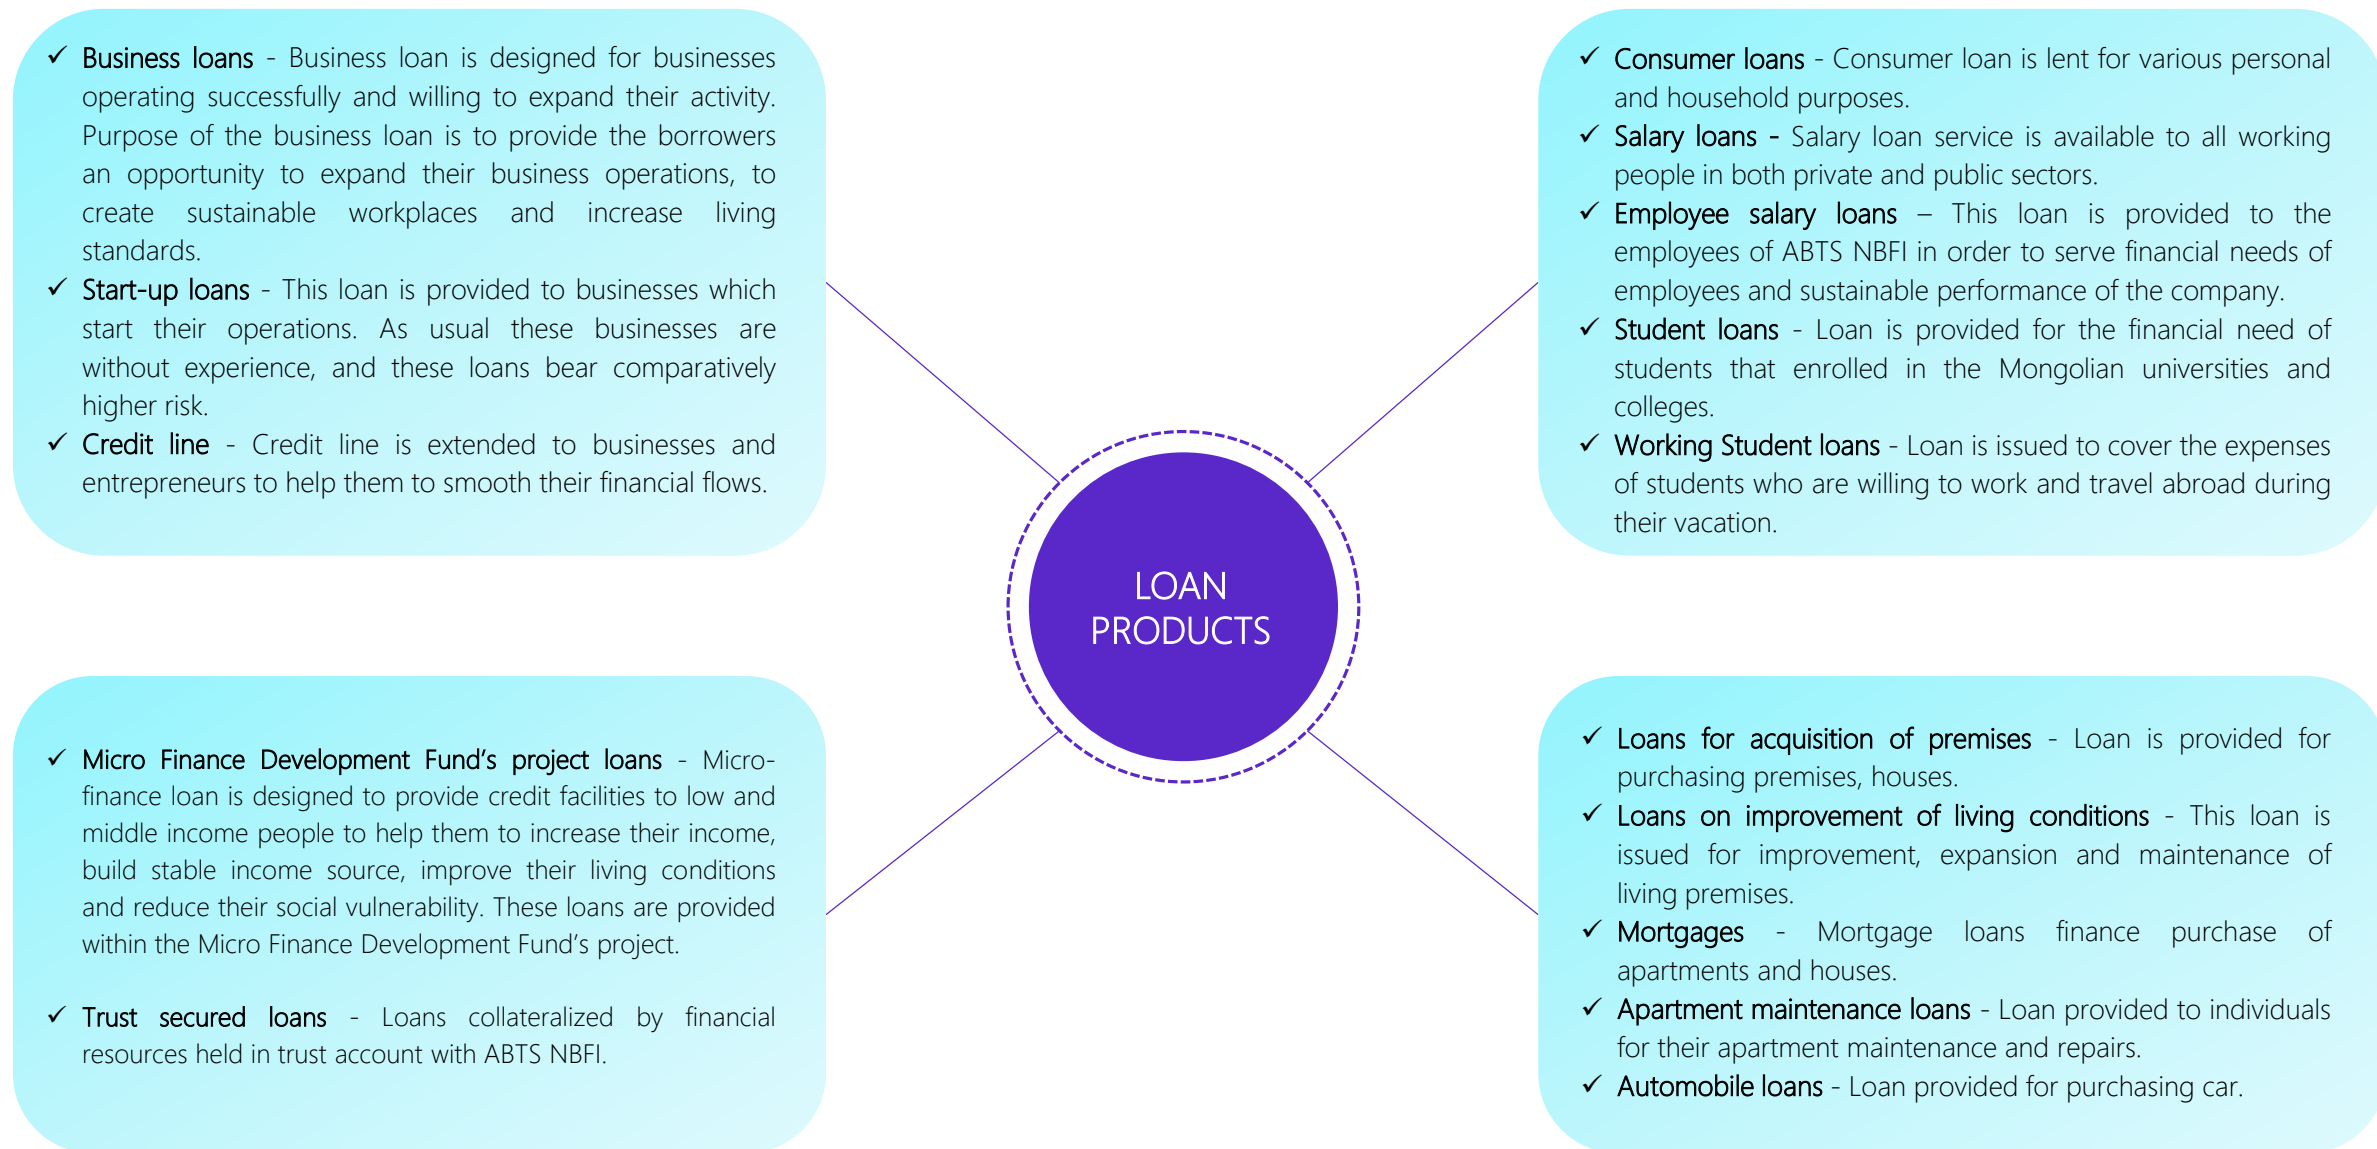 ✓ Business loans - Business loan is designed for businesses
operating successfully and willing to expand their activity.
Purpose of the business loan is to provide the borrowers
an opportunity to expand their business operations, to
create sustainable workplaces and increase living
standards.
✓ Start-up loans - This loan is provided to businesses which
start their operations. As usual these businesses are
without experience, and these loans bear comparatively
higher risk.
✓ Credit line - Credit line is extended to businesses and
entrepreneurs to help them to smooth their financial flows.
✓ Consumer loans - Consumer loan is lent for various personal
and household purposes.
✓ Salary loans - Salary loan service is available to all working
people in both private and public sectors.
✓ Employee salary loans – This loan is provided to the
employees of ABTS NBFI in order to serve financial needs of
employees and sustainable performance of the company.
✓ Student loans - Loan is provided for the financial need of
students that enrolled in the Mongolian universities and
colleges.
✓ Working Student loans - Loan is issued to cover the expenses
of students who are willing to work and travel abroad during
their vacation.
LOAN
PRODUCTS
✓ Micro Finance Development Fund's project loans - Micro-
finance loan is designed to provide credit facilities to low and
middle income people to help them to increase their income,
build stable income source, improve their living conditions
and reduce their social vulnerability. These loans are provided
within the Micro Finance Development Fund's project.
✓ Trust secured loans - Loans collateralized by financial
resources held in trust account with ABTS NBFI.
✓ Loans for acquisition of premises - Loan is provided for
purchasing premises, houses.
✓ Loans on improvement of living conditions - This loan is
issued for improvement, expansion and maintenance of
living premises.
✓ Mortgages - Mortgage loans finance purchase of
apartments and houses.
✓ Apartment maintenance loans - Loan provided to individuals
for their apartment maintenance and repairs.
✓ Automobile loans - Loan provided for purchasing car.